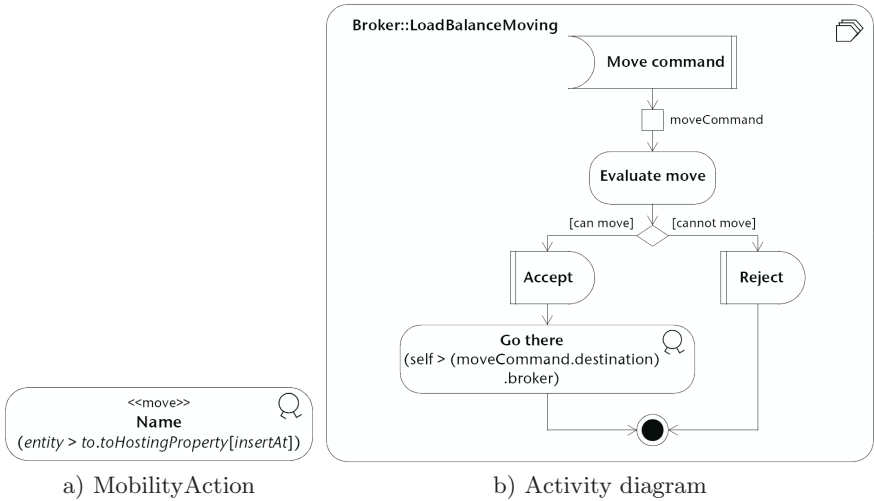 Broker::LoadBalanceMoving
Move command
moveCommand
Evaluate move
[can move]
[cannot move]
Accept
Reject
Go there
(self > (moveCommand.destination)
.broker)
<<move>>
Name
(entity > to.toHostingProperty[insertAt])
a) MobilityAction
b) Activity diagram